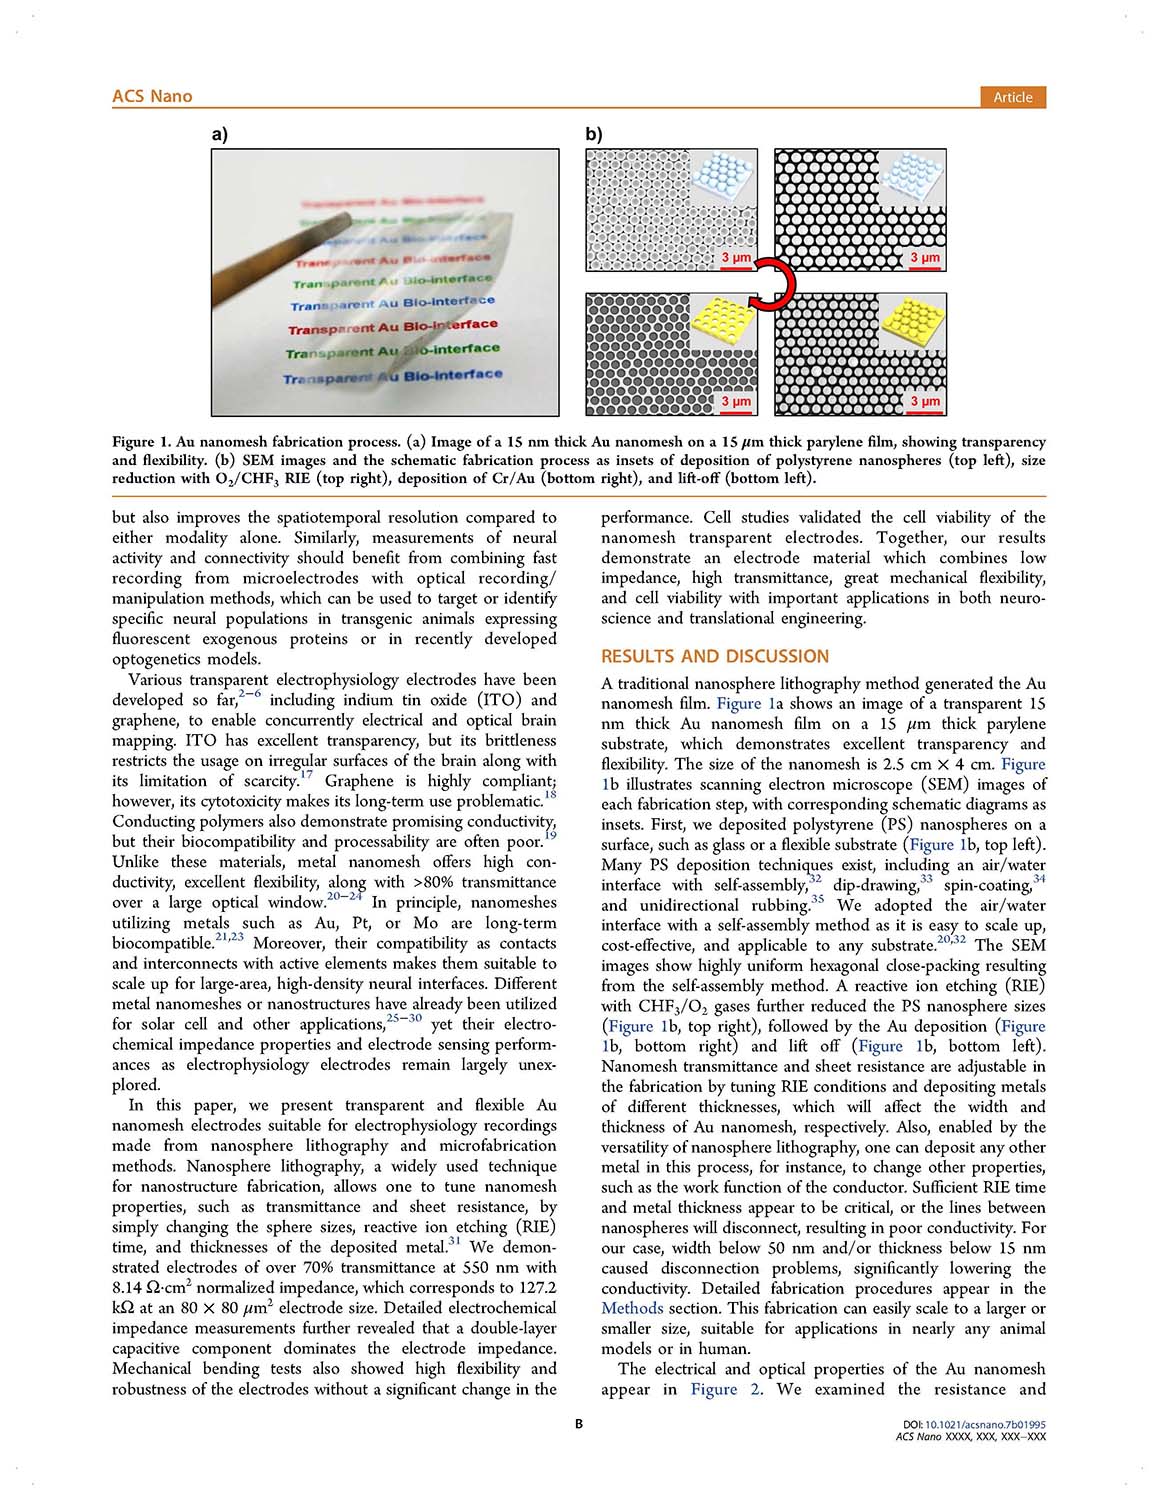 ACS Nano
Article
a)
b)
Transparent Au Bio-interface
Transparent Au Bio-interface
Transparent Au Bio-interface
Transparent Au Bio-interface
Transparent Au Bio-interface
Transparent Au Bio-interface
Transparent Au Bio-interface
3 μm
3 μm
3 μm
3 μm
Figure 1. Au nanomesh fabrication process. (a) Image of a 15 nm thick Au nanomesh on a 15 μm thick parylene film, showing transparency
and flexibility. (b) SEM images and the schematic fabrication process as insets of deposition of polystyrene nanospheres (top left), size
reduction with O₂/CHF₃ RIE (top right), deposition of Cr/Au (bottom right), and lift-off (bottom left).
but also improves the spatiotemporal resolution compared to
either modality alone. Similarly, measurements of neural
activity and connectivity should benefit from combining fast
recording from microelectrodes with optical recording/
manipulation methods, which can be used to target or identify
specific neural populations in transgenic animals expressing
fluorescent exogenous proteins or in recently developed
optogenetics models.
Various transparent electrophysiology electrodes have been
developed so far,²⁻⁶ including indium tin oxide (ITO) and
graphene, to enable concurrently electrical and optical brain
mapping. ITO has excellent transparency, but its brittleness
restricts the usage on irregular surfaces of the brain along with
its limitation of scarcity.¹⁷ Graphene is highly compliant;
however, its cytotoxicity makes its long-term use problematic.¹⁸
Conducting polymers also demonstrate promising conductivity,
but their biocompatibility and processability are often poor.¹⁹
Unlike these materials, metal nanomesh offers high con-
ductivity, excellent flexibility, along with >80% transmittance
over a large optical window.²⁰⁻²⁴ In principle, nanomeshes
utilizing metals such as Au, Pt, or Mo are long-term
biocompatible.²¹,²³ Moreover, their compatibility as contacts
and interconnects with active elements makes them suitable to
scale up for large-area, high-density neural interfaces. Different
metal nanomeshes or nanostructures have already been utilized
for solar cell and other applications,²⁵⁻³⁰ yet their electro-
chemical impedance properties and electrode sensing perform-
ances as electrophysiology electrodes remain largely unex-
plored.
In this paper, we present transparent and flexible Au
nanomesh electrodes suitable for electrophysiology recordings
made from nanosphere lithography and microfabrication
methods. Nanosphere lithography, a widely used technique
for nanostructure fabrication, allows one to tune nanomesh
properties, such as transmittance and sheet resistance, by
simply changing the sphere sizes, reactive ion etching (RIE)
time, and thicknesses of the deposited metal.³¹ We demon-
strated electrodes of over 70% transmittance at 550 nm with
8.14 Ω·cm² normalized impedance, which corresponds to 127.2
kΩ at an 80 × 80 μm² electrode size. Detailed electrochemical
impedance measurements further revealed that a double-layer
capacitive component dominates the electrode impedance.
Mechanical bending tests also showed high flexibility and
robustness of the electrodes without a significant change in the
performance. Cell studies validated the cell viability of the
nanomesh transparent electrodes. Together, our results
demonstrate an electrode material which combines low
impedance, high transmittance, great mechanical flexibility,
and cell viability with important applications in both neuro-
science and translational engineering.
RESULTS AND DISCUSSION
A traditional nanosphere lithography method generated the Au
nanomesh film. Figure 1a shows an image of a transparent 15
nm thick Au nanomesh film on a 15 μm thick parylene
substrate, which demonstrates excellent transparency and
flexibility. The size of the nanomesh is 2.5 cm × 4 cm. Figure
1b illustrates scanning electron microscope (SEM) images of
each fabrication step, with corresponding schematic diagrams as
insets. First, we deposited polystyrene (PS) nanospheres on a
surface, such as glass or a flexible substrate (Figure 1b, top left).
Many PS deposition techniques exist, including an air/water
interface with self-assembly,³² dip-drawing,³³ spin-coating,³⁴
and unidirectional rubbing.³⁵ We adopted the air/water
interface with a self-assembly method as it is easy to scale up,
cost-effective, and applicable to any substrate.²⁰,³² The SEM
images show highly uniform hexagonal close-packing resulting
from the self-assembly method. A reactive ion etching (RIE)
with CHF₃/O₂ gases further reduced the PS nanosphere sizes
(Figure 1b, top right), followed by the Au deposition (Figure
1b, bottom right) and lift off (Figure 1b, bottom left).
Nanomesh transmittance and sheet resistance are adjustable in
the fabrication by tuning RIE conditions and depositing metals
of different thicknesses, which will affect the width and
thickness of Au nanomesh, respectively. Also, enabled by the
versatility of nanosphere lithography, one can deposit any other
metal in this process, for instance, to change other properties,
such as the work function of the conductor. Sufficient RIE time
and metal thickness appear to be critical, or the lines between
nanospheres will disconnect, resulting in poor conductivity. For
our case, width below 50 nm and/or thickness below 15 nm
caused disconnection problems, significantly lowering the
conductivity. Detailed fabrication procedures appear in the
Methods section. This fabrication can easily scale to a larger or
smaller size, suitable for applications in nearly any animal
models or in human.
The electrical and optical properties of the Au nanomesh
appear in Figure 2. We examined the resistance and
B
DOI: 10.1021/acsnano.7b01995
ACS Nano XXXX, XXX, XXX−XXX